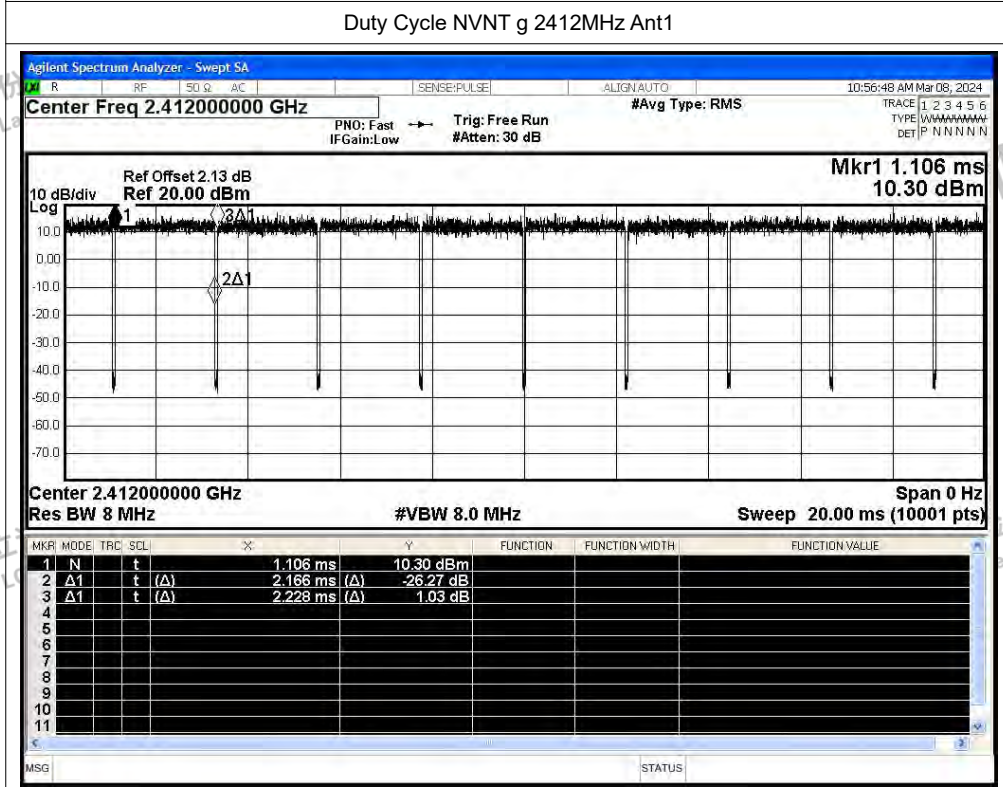 Duty Cycle NVNT g 2412MHz Ant1
Agilent Spectrum Analyzer - Swept SA
R RF 50 Ω AC SENSE:PULSE ALIGN AUTO 10:56:48 AM Mar 08, 2024
Center Freq 2.412000000 GHz #Avg Type: RMS TRACE 1 2 3 4 5 6
PNO: Fast Trig: Free Run TYPE WWWWWW
IFGain:Low #Atten: 30 dB DET P N N N N N
Mkr1 1.106 ms
Ref Offset 2.13 dB
10 dB/div Ref 20.00 dBm 10.30 dBm
Log
1 3Δ1
10.0
0.00
2Δ1
-10.0
-20.0
-30.0
-40.0
-50.0
-60.0
-70.0
Center 2.412000000 GHz Span 0 Hz
Res BW 8 MHz #VBW 8.0 MHz Sweep 20.00 ms (10001 pts)
MKR MODE TRC SCL X Y FUNCTION FUNCTION WIDTH FUNCTION VALUE
1 N t 1.106 ms 10.30 dBm
2 Δ1 t (Δ) 2.166 ms (Δ) -26.27 dB
3 Δ1 t (Δ) 2.228 ms (Δ) 1.03 dB
4
5
6
7
8
9
10
11
MSG STATUS